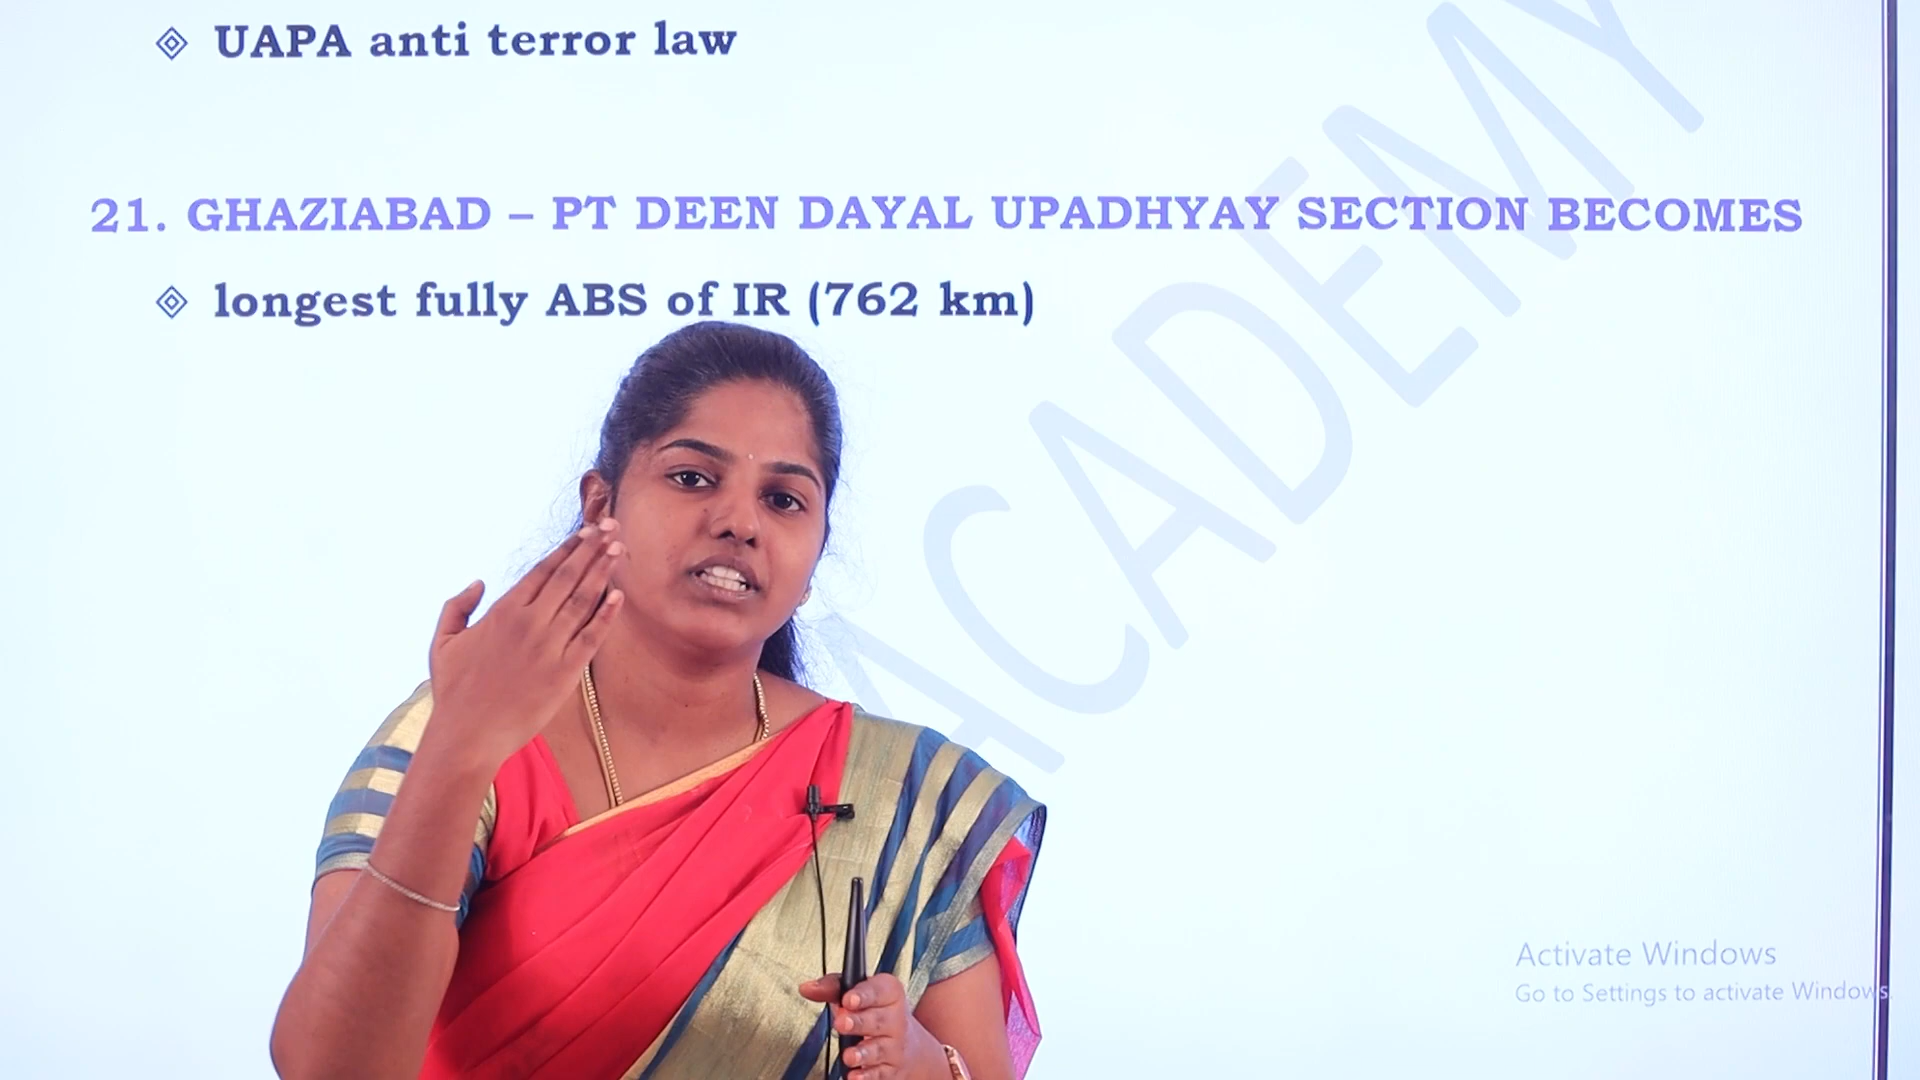 UAPA anti terror law
21. GHAZIABAD – PT DEEN DAYAL UPADHYAY SECTION BECOMES
longest fully ABS of IR (762 km)
ACADEMY
Activate Windows
Go to Settings to activate Windows.